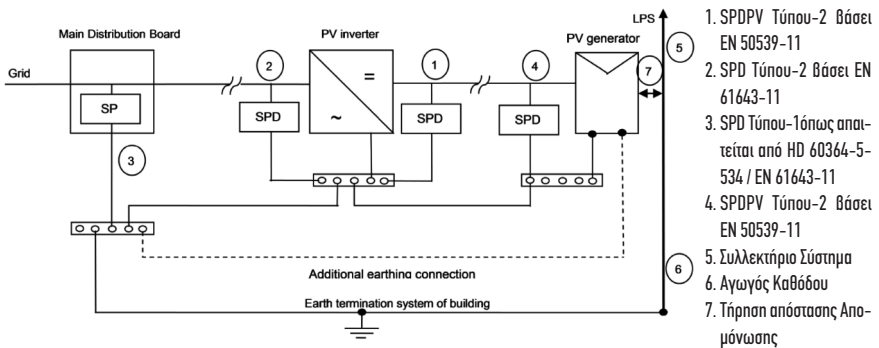 LPS
Main Distribution Board
PV inverter
PV generator
Grid
2
1
4
7
5
=
~
SP
SPD
SPD
SPD
3
6
Additional earthing connection
Earth termination system of building
1. SPDPV Τύπου-2 βάσει
EN 50539-11
2. SPD Τύπου-2 βάσει EN
61643-11
3. SPD Τύπου-1όπως απαι-
τείται από HD 60364-5-
534 / EN 61643-11
4. SPDPV Τύπου-2 βάσει
EN 50539-11
5. Συλλεκτήριο Σύστημα
6. Αγωγός Καθόδου
7. Τήρηση απόστασης Απο-
μόνωσης